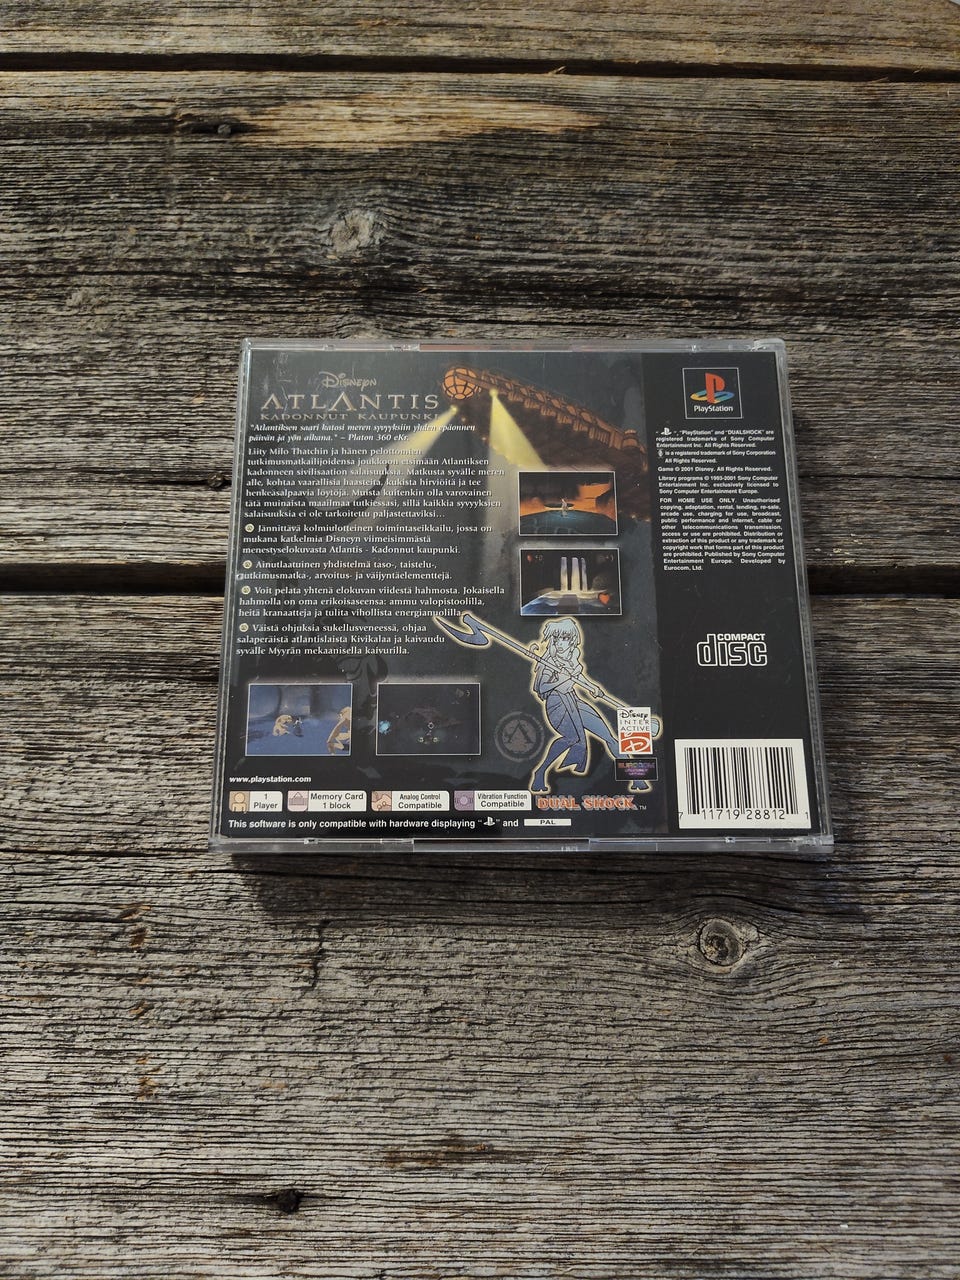 Disneyn
ATLANTIS
KADONNUT KAUPUNKI
"Atlantiksen saari katosi meren syvyyksiin yhden epäonnen
päivän ja yön aikana." – Platon 360 eKr.
Liity Milo Thatchin ja hänen pelottomien
tutkimusmatkailijoidensa joukkoon etsimään Atlantiksen
kadonneen sivilisaation salaisuuksia. Matkusta syvälle meren
alle, kohtaa vaarallisia haasteita, kukista hirviöitä ja tee
henkeäsalpaavia löytöjä. Muista kuitenkin olla varovainen
tätä muinaista maailmaa tutkiessasi, sillä kaikkia syvyyksien
salaisuuksia ei ole tarkoitettu paljastettaviksi...
Jännittävä kolmiulotteinen toimintaseikkailu, jossa on
mukana katkelmia Disneyn viimeisimmästä
menestyselokuvasta Atlantis - Kadonnut kaupunki.
Ainutlaatuinen yhdistelmä taso-, taistelu-,
tutkimusmatka-, arvoitus- ja väijyntäelementtejä.
Voit pelata yhtenä elokuvan viidestä hahmosta. Jokaisella
hahmolla on oma erikoisaseensa: ammu valopistoolilla,
heitä kranaatteja ja tulita vihollista energianuolilla.
Väistä ohjuksia sukellusveneessä, ohjaa
salaperäistä atlantislaista Kivikalaa ja kaivaudu
syvälle Myyrän mekaanisella kaivurilla.
www.playstation.com
1
Player
Memory Card
1 block
Analog Control
Compatible
Vibration Function
Compatible
DUAL SHOCK™
This software is only compatible with hardware displaying " " and PAL
Disney
INTER
ACTIVE
EUROCOM
PlayStation
" ", "PlayStation" and "DUALSHOCK" are
registered trademarks of Sony Computer
Entertainment Inc. All Rights Reserved.
is a registered trademark of Sony Corporation
All Rights Reserved.
Game © 2001 Disney. All Rights Reserved.
Library programs © 1993-2001 Sony Computer
Entertainment Inc. exclusively licensed to
Sony Computer Entertainment Europe.
FOR HOME USE ONLY. Unauthorised
copying, adaptation, rental, lending, re-sale,
arcade use, charging for use, broadcast,
public performance and internet, cable or
other telecommunications transmission,
access or use are prohibited. Distribution or
extraction of this product or any trademark or
copyright work that forms part of this product
are prohibited. Published by Sony Computer
Entertainment Europe. Developed by
Eurocom, Ltd.
COMPACT
disc
7 11719 28812 1